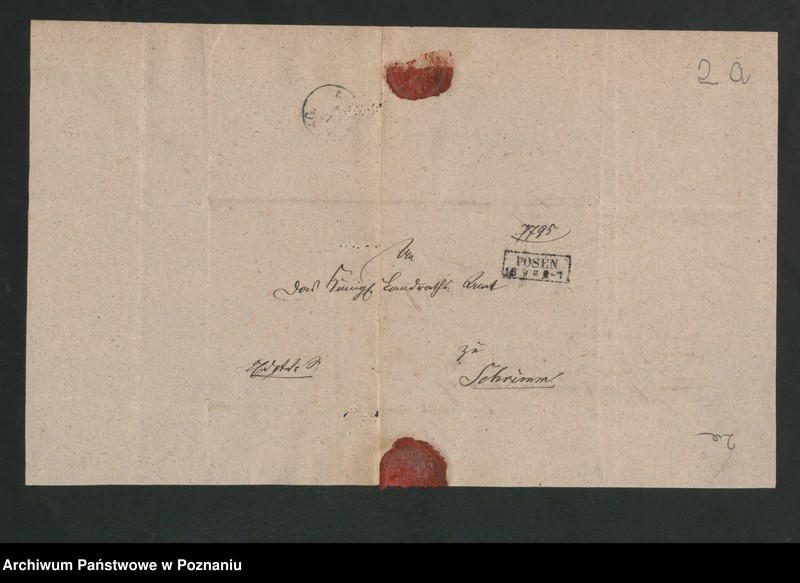 2 a
7795
POSEN
An
Das Königl Landraths Amt
zu
Schrimm.
Archiwum Państwowe w Poznaniu